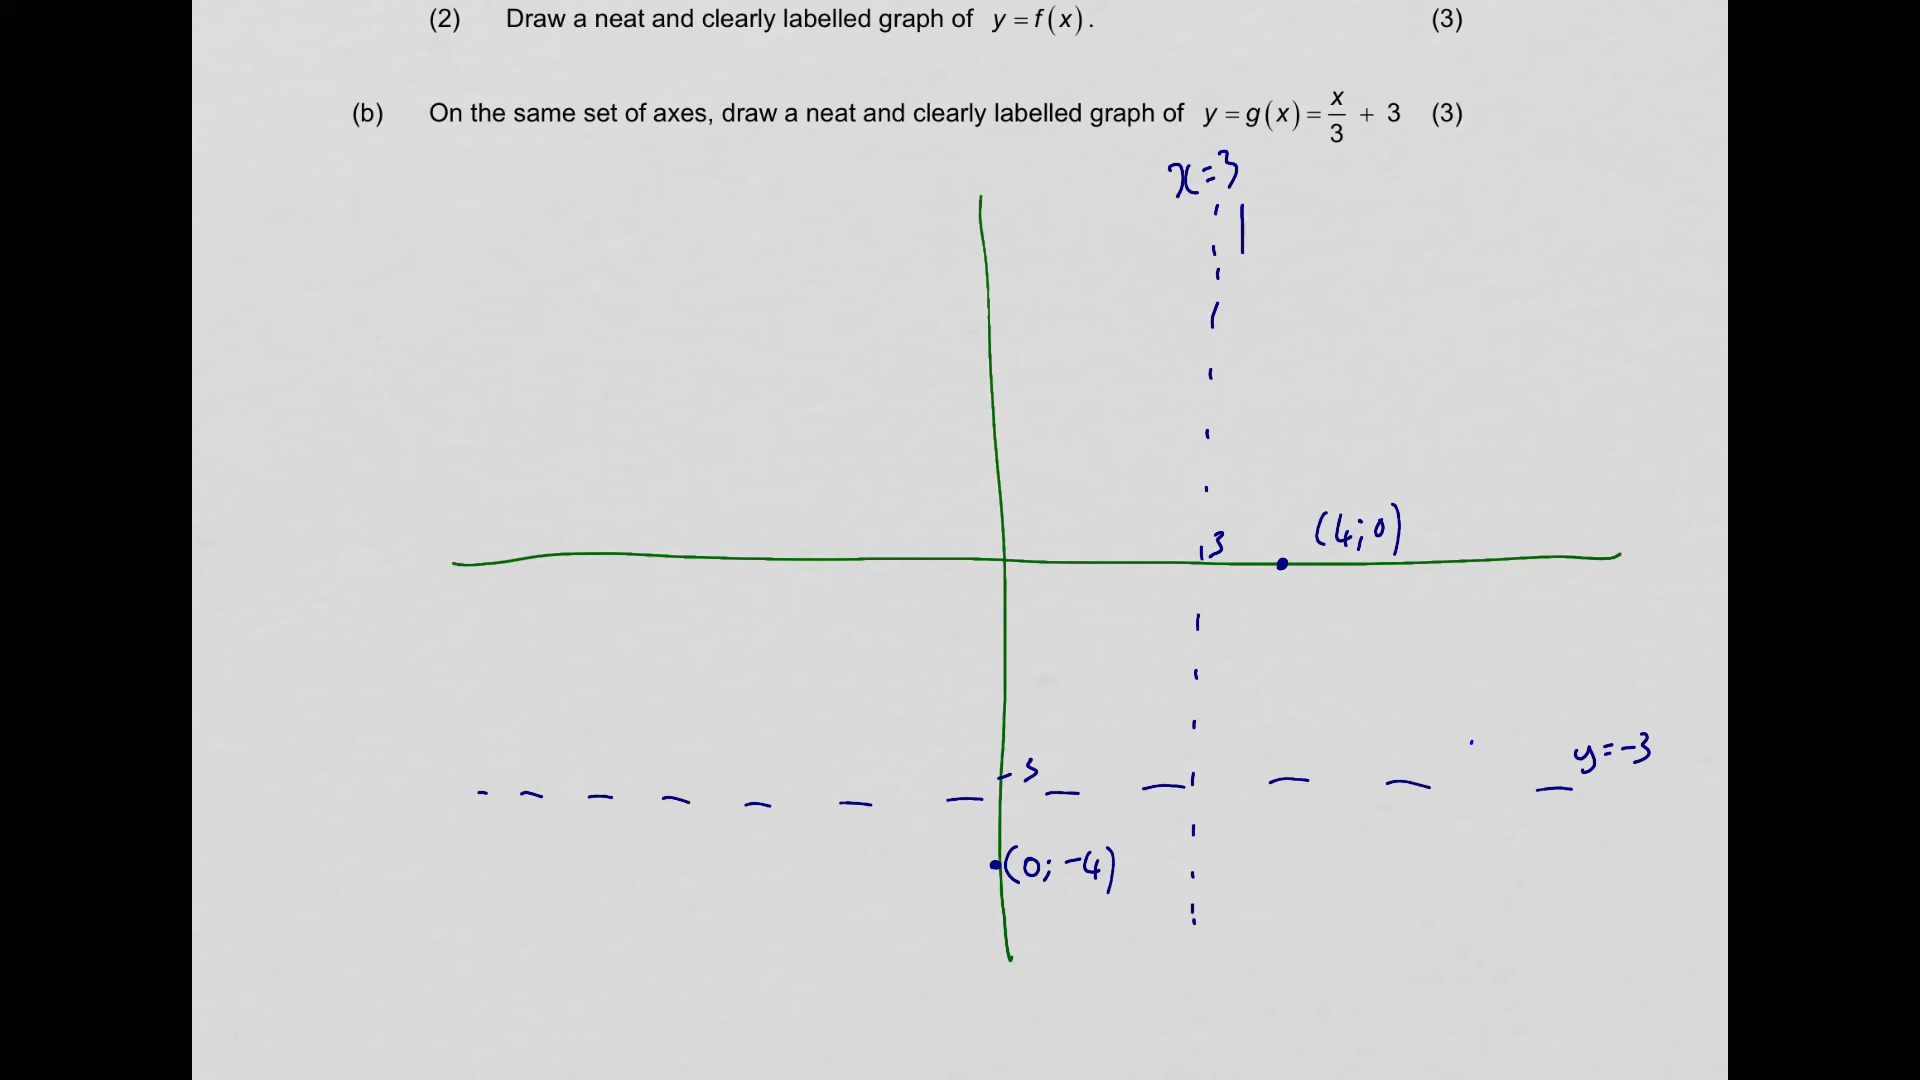 (2) Draw a neat and clearly labelled graph of y = f(x). (3)
(b) On the same set of axes, draw a neat and clearly labelled graph of y = g(x) = x/3 + 3 (3)
x = 3
(4;0)
3
y = -3
-3
(0; -4)